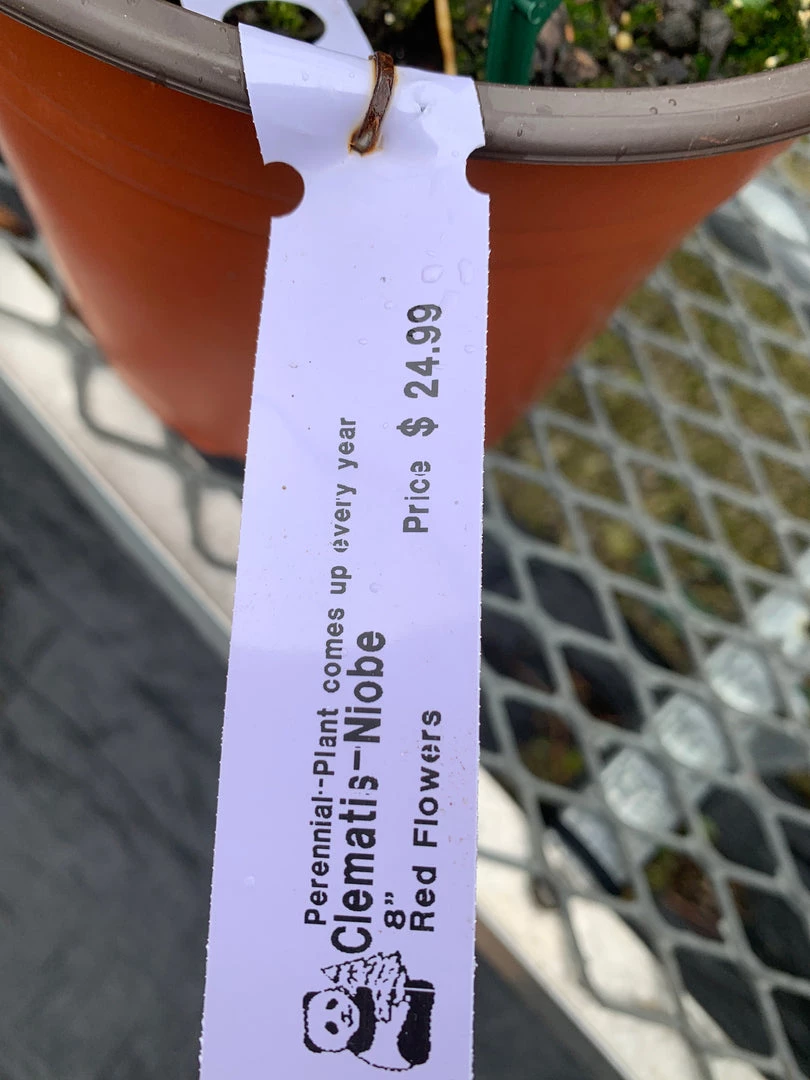 Perennial--Plant comes up every year
Clematis-Niobe
8”
Red Flowers
Price $ 24.99